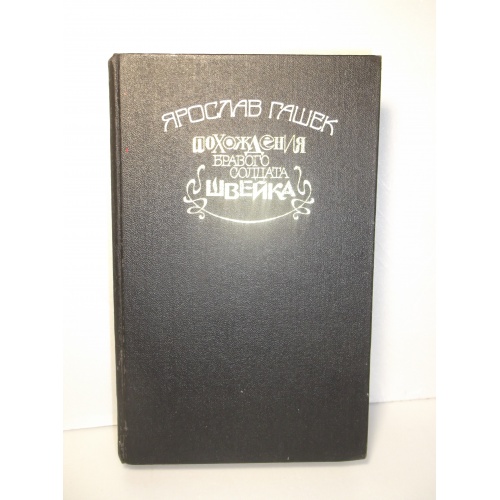 ЯРОСЛАВ ГАШЕК
ПОХОЖДЕНИЯ
БРАВОГО
СОЛДАТА
ШВЕЙКА